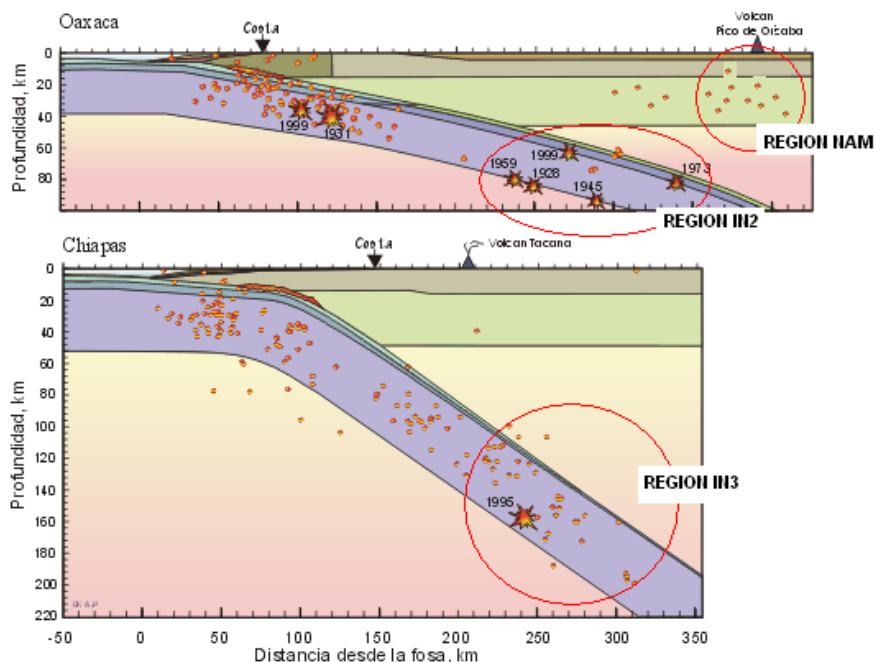 Oaxaca
Costa
Volcan
Pico de Orizaba
0
20
40
60
80
Profundidad, km
1999
1931
1959
1999
1928
1945
1973
REGION NAM
REGION IN2
Chiapas
Costa
Volcan Tacana
0
20
40
60
80
100
120
140
160
180
200
220
Profundidad, km
1995
REGION IN3
-50
0
50
100
150
200
250
300
350
Distancia desde la fosa, km